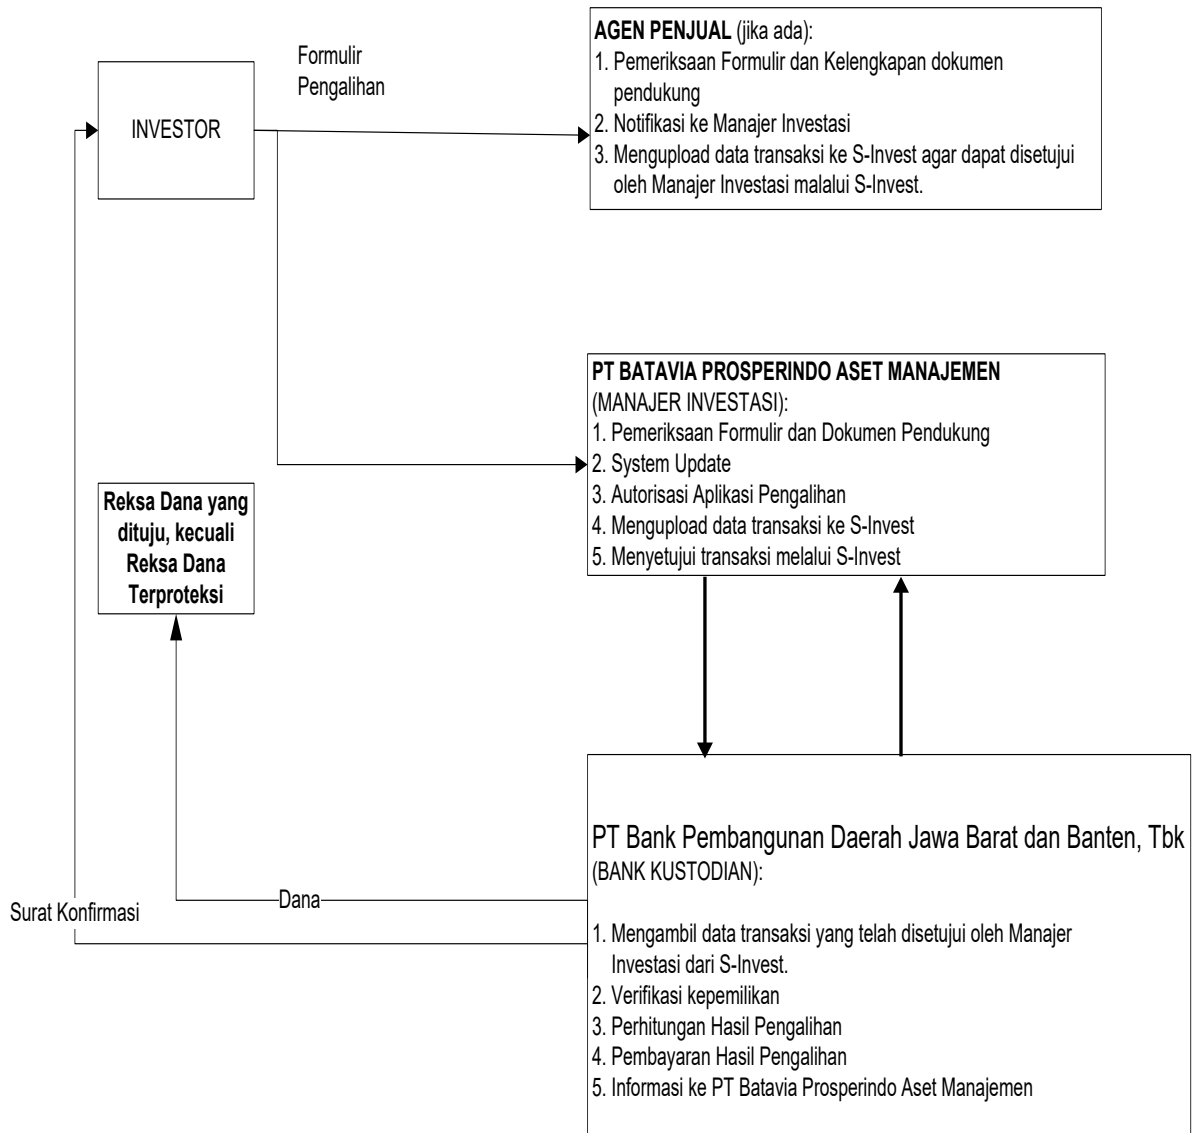 Formulir
Pengalihan
INVESTOR
AGEN PENJUAL (jika ada):
1. Pemeriksaan Formulir dan Kelengkapan dokumen
pendukung
2. Notifikasi ke Manajer Investasi
3. Mengupload data transaksi ke S-Invest agar dapat disetujui
oleh Manajer Investasi malalui S-Invest.
PT BATAVIA PROSPERINDO ASET MANAJEMEN
(MANAJER INVESTASI):
1. Pemeriksaan Formulir dan Dokumen Pendukung
2. System Update
3. Autorisasi Aplikasi Pengalihan
4. Mengupload data transaksi ke S-Invest
5. Menyetujui transaksi melalui S-Invest
Reksa Dana yang
dituju, kecuali
Reksa Dana
Terproteksi
PT Bank Pembangunan Daerah Jawa Barat dan Banten, Tbk
(BANK KUSTODIAN):
1. Mengambil data transaksi yang telah disetujui oleh Manajer
Investasi dari S-Invest.
2. Verifikasi kepemilikan
3. Perhitungan Hasil Pengalihan
4. Pembayaran Hasil Pengalihan
5. Informasi ke PT Batavia Prosperindo Aset Manajemen
Dana
Surat Konfirmasi